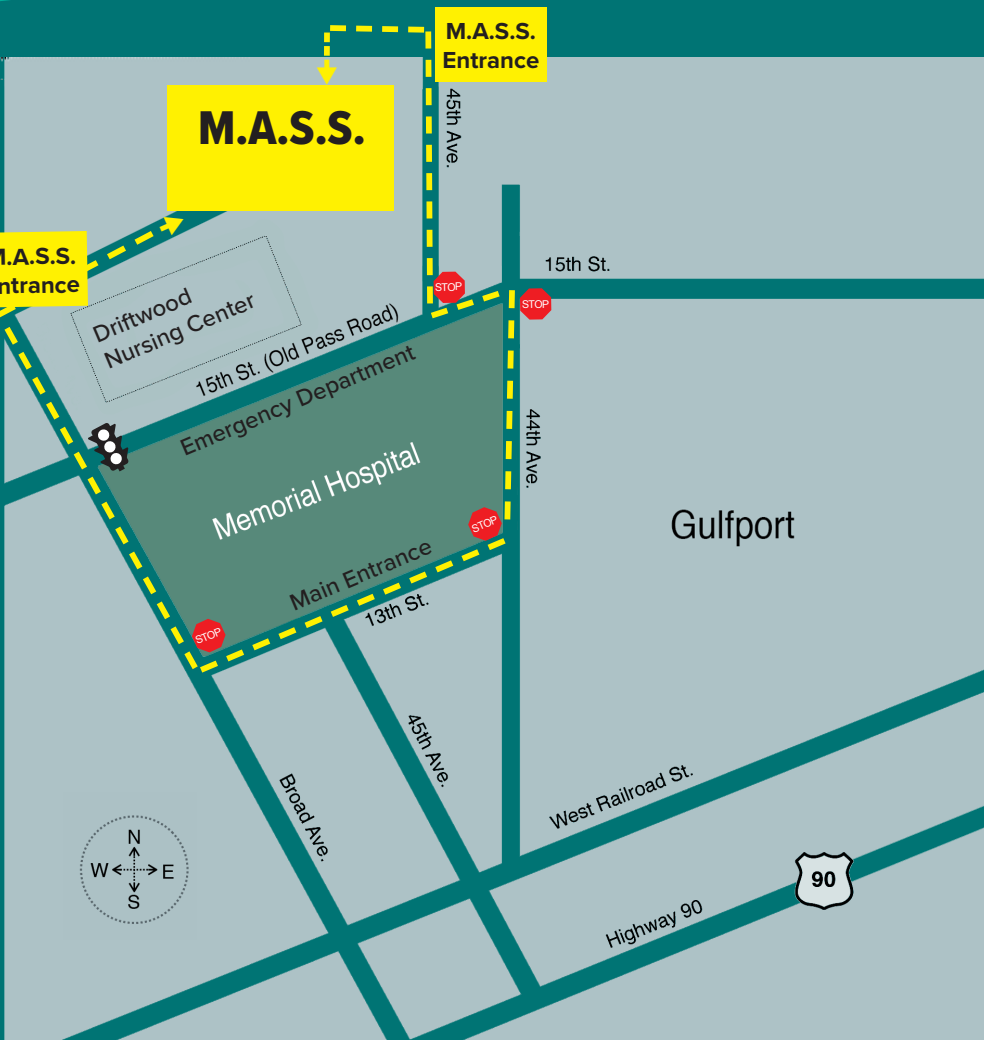 M.A.S.S.
Entrance
M.A.S.S.
45th Ave.
M.A.S.S.
ntrance
Driftwood
Nursing Center
15th St. (Old Pass Road)
STOP
15th St.
STOP
Emergency Department
Memorial Hospital
44th Ave.
Gulfport
STOP
Main Entrance
13th St.
STOP
45th Ave.
Broad Ave.
West Railroad St.
Highway 90
90
N
W
E
S